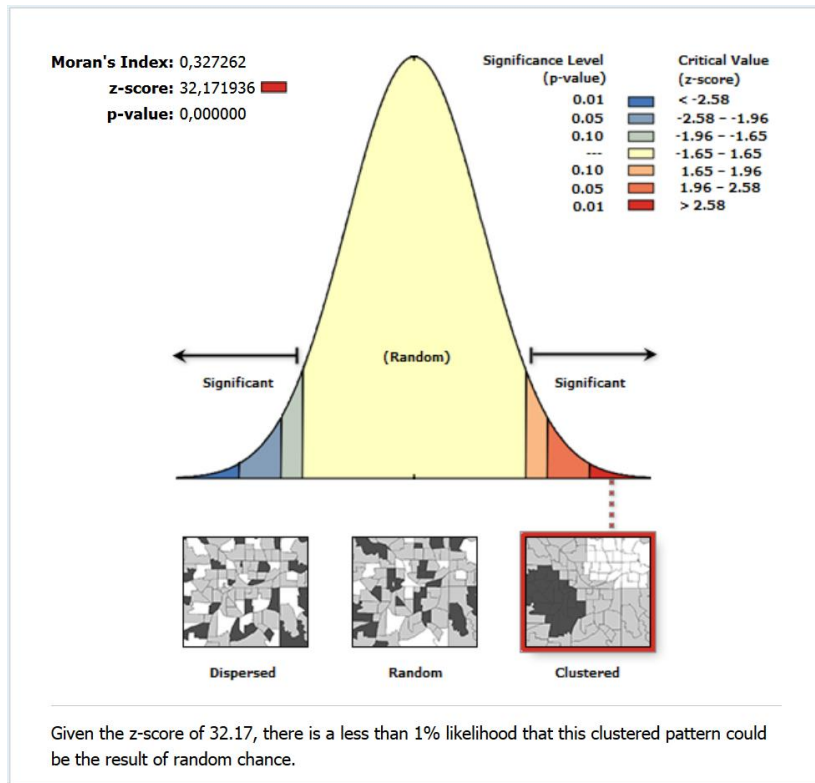 Moran's Index: 0,327262
z-score: 32,171936
p-value: 0,000000
Significance Level
(p-value)
Critical Value
(z-score)
0.01 < -2.58
0.05 -2.58 – -1.96
0.10 -1.96 – -1.65
--- -1.65 – 1.65
0.10 1.65 – 1.96
0.05 1.96 – 2.58
0.01 > 2.58
(Random)
Significant
Significant
Dispersed
Random
Clustered
Given the z-score of 32.17, there is a less than 1% likelihood that this clustered pattern could
be the result of random chance.